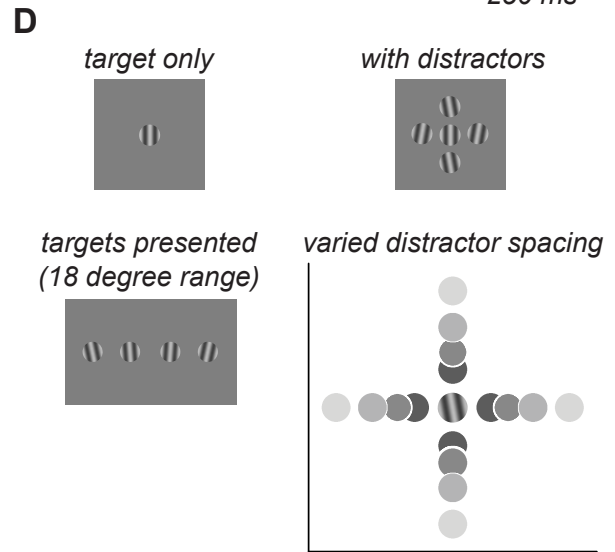 D
target only
with distractors
targets presented
(18 degree range)
varied distractor spacing